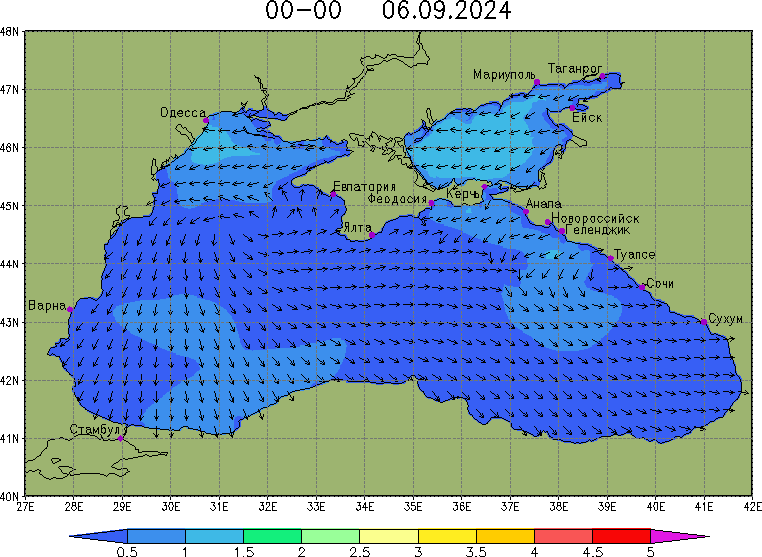 00-00 06.09.2024
48N
47N
46N
45N
44N
43N
42N
41N
40N
Мариуполь
Таганрог
Ейск
Одесса
Евпатория
Феодосия
Керчь
Анапа
Новороссийск
Геленджик
Ялта
Туапсе
Сочи
Варна
Сухум
Стамбул
27E 28E 29E 30E 31E 32E 33E 34E 35E 36E 37E 38E 39E 40E 41E 42E
0.5 1 1.5 2 2.5 3 3.5 4 4.5 5